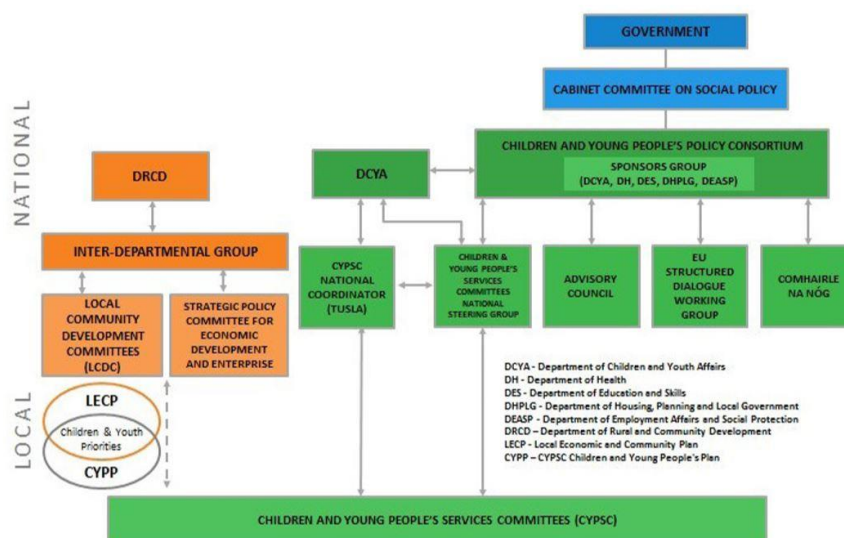 GOVERNMENT
CABINET COMMITTEE ON SOCIAL POLICY
CHILDREN AND YOUNG PEOPLE'S POLICY CONSORTIUM
SPONSORS GROUP
(DCYA, DH, DES, DHPLG, DEASP)
NATIONAL
DRCD
DCYA
INTER-DEPARTMENTAL GROUP
CYPSC
NATIONAL
COORDINATOR
(TUSLA)
CHILDREN &
YOUNG PEOPLE'S
SERVICES
COMMITTEES
NATIONAL
STEERING GROUP
ADVISORY
COUNCIL
EU
STRUCTURED
DIALOGUE
WORKING
GROUP
COMHAIRLE
NA NÓG
LOCAL
COMMUNITY
DEVELOPMENT
COMMITTEES
(LCDC)
STRATEGIC POLICY
COMMITTEE FOR
ECONOMIC
DEVELOPMENT
AND ENTERPRISE
LOCAL
LECP
Children & Youth
Priorities
CYPP
DCYA - Department of Children and Youth Affairs
DH - Department of Health
DES - Department of Education and Skills
DHPLG - Department of Housing, Planning and Local Government
DEASP - Department of Employment Affairs and Social Protection
DRCD – Department of Rural and Community Development
LECP - Local Economic and Community Plan
CYPP – CYPSC Children and Young People's Plan
CHILDREN AND YOUNG PEOPLE'S SERVICES COMMITTEES (CYPSC)